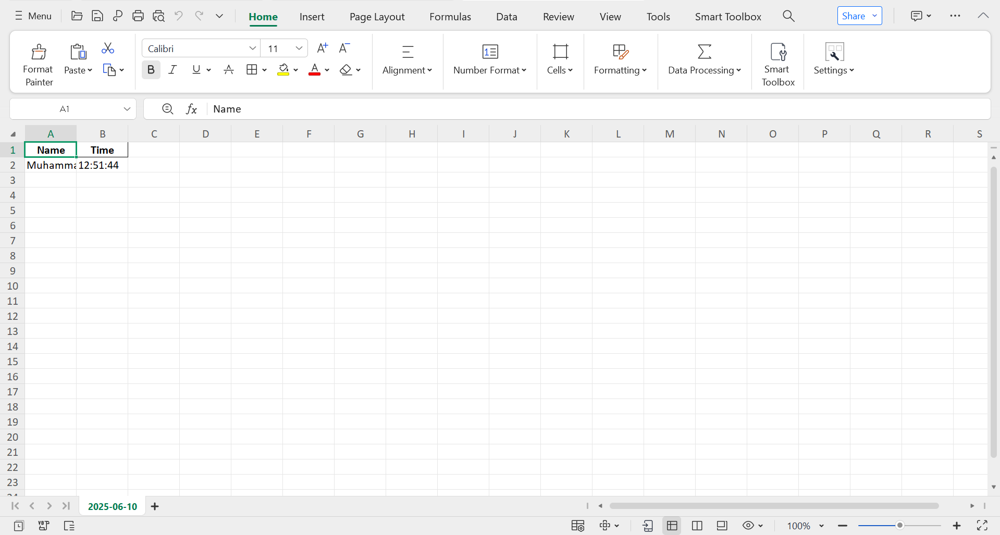 Menu
Home Insert Page Layout Formulas Data Review View Tools Smart Toolbox
Share
Format Painter
Paste
Calibri 11
Alignment
Number Format
Cells
Formatting
Data Processing
Smart Toolbox
Settings
A1
fx Name
A B C D E F G H I J K L M N O P Q R S
1 Name Time
2 12:51:44
3
4
5
6
7
8
9
10
11
12
13
14
15
16
17
18
19
20
21
22
23
2025-06-10
100%